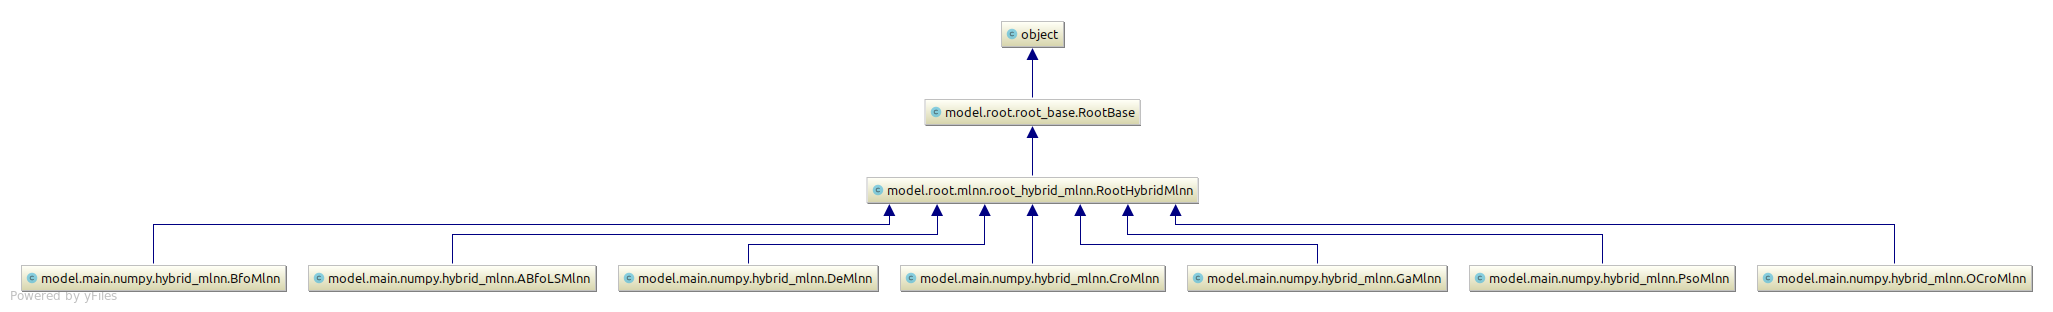 object
model.root.root_base.RootBase
model.root.mlnn.root_hybrid_mlnn.RootHybridMlnn
model.main.numpy.hybrid_mlnn.BfoMlnn
model.main.numpy.hybrid_mlnn.ABfoLSMlnn
model.main.numpy.hybrid_mlnn.DeMlnn
model.main.numpy.hybrid_mlnn.CroMlnn
model.main.numpy.hybrid_mlnn.GaMlnn
model.main.numpy.hybrid_mlnn.PsoMlnn
model.main.numpy.hybrid_mlnn.OCroMlnn
Powered by yFiles